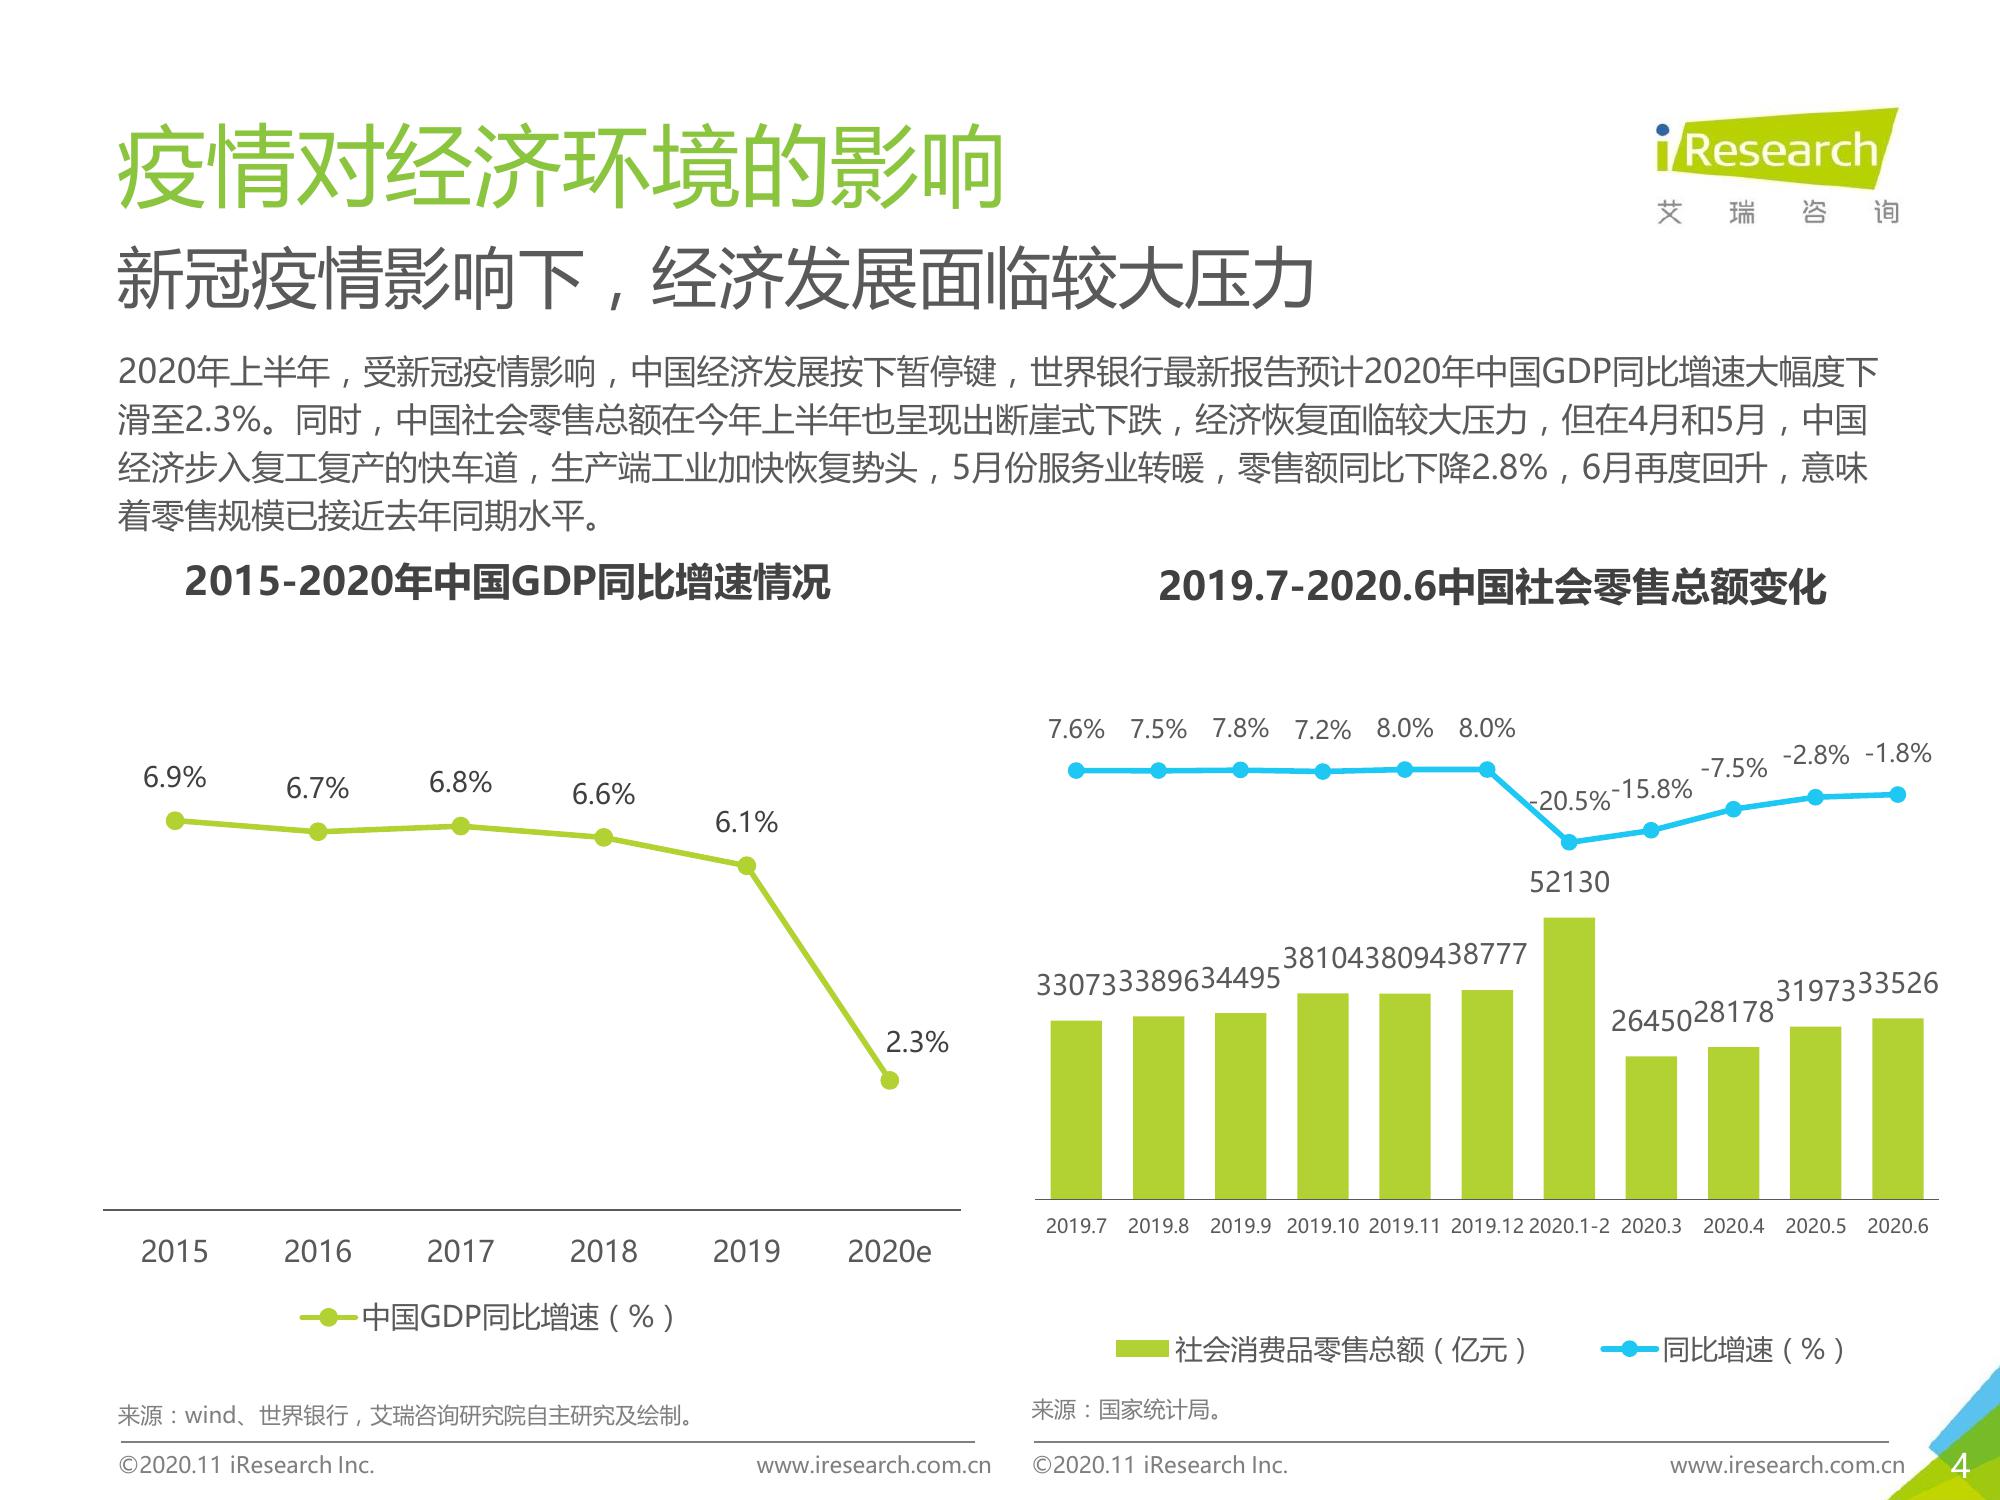 疫情对经济环境的影响
iResearch
艾瑞咨询
新冠疫情影响下，经济发展面临较大压力
2020年上半年，受新冠疫情影响，中国经济发展按下暂停键，世界银行最新报告预计2020年中国GDP同比增速大幅度下
滑至2.3%。同时，中国社会零售总额在今年上半年也呈现出断崖式下跌，经济恢复面临较大压力，但在4月和5月，中国
经济步入复工复产的快车道，生产端工业加快恢复势头，5月份服务业转暖，零售额同比下降2.8%，6月再度回升，意味
着零售规模已接近去年同期水平。
2015-2020年中国GDP同比增速情况
6.9% 6.7% 6.8% 6.6% 6.1% 2.3%
2015 2016 2017 2018 2019 2020e
中国GDP同比增速（%）
来源：wind、世界银行，艾瑞咨询研究院自主研究及绘制。
©2020.11 iResearch Inc. www.iresearch.com.cn
2019.7-2020.6中国社会零售总额变化
7.6% 7.5% 7.8% 7.2% 8.0% 8.0% -20.5% -15.8% -7.5% -2.8% -1.8%
33073 33896 34495 38104 38094 38777 52130 26450 28178 31973 33526
2019.7 2019.8 2019.9 2019.10 2019.11 2019.12 2020.1-2 2020.3 2020.4 2020.5 2020.6
社会消费品零售总额（亿元） 同比增速（%）
来源：国家统计局。
©2020.11 iResearch Inc. www.iresearch.com.cn
4